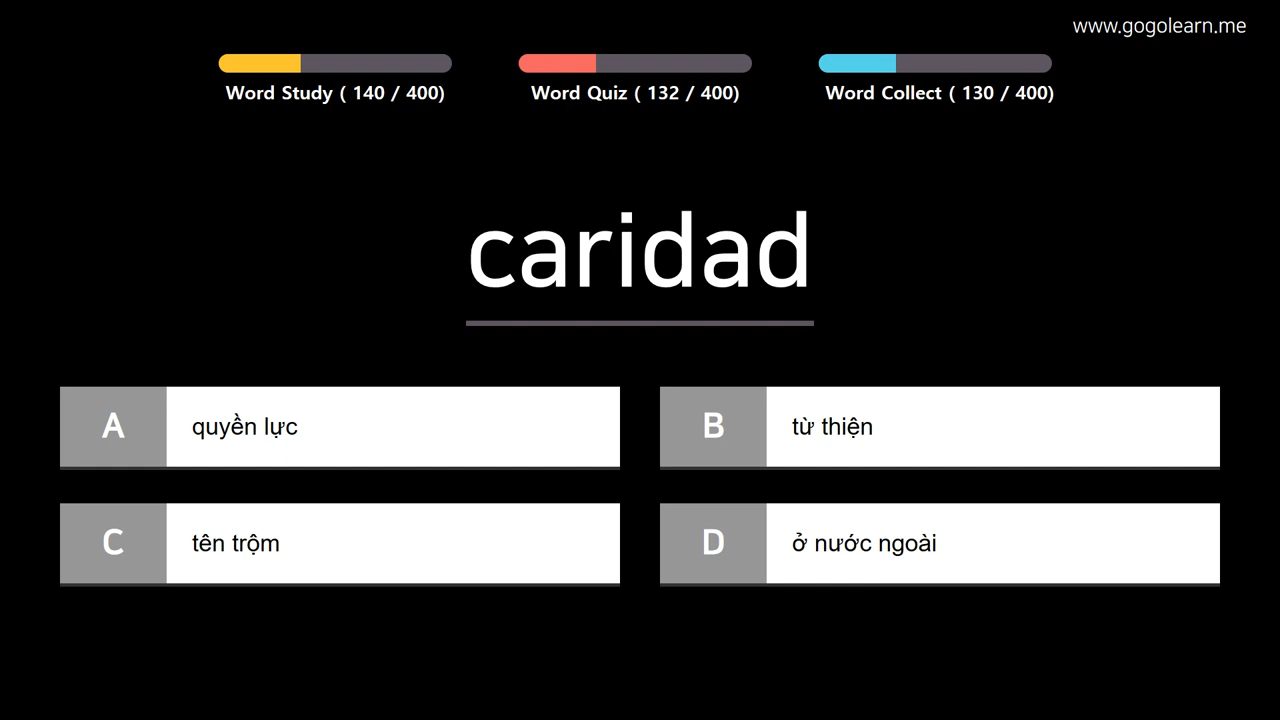 www.gogolearn.me
Word Study ( 140 / 400)
Word Quiz ( 132 / 400)
Word Collect ( 130 / 400)
caridad
A quyền lực
B từ thiện
C tên trộm
D ở nước ngoài